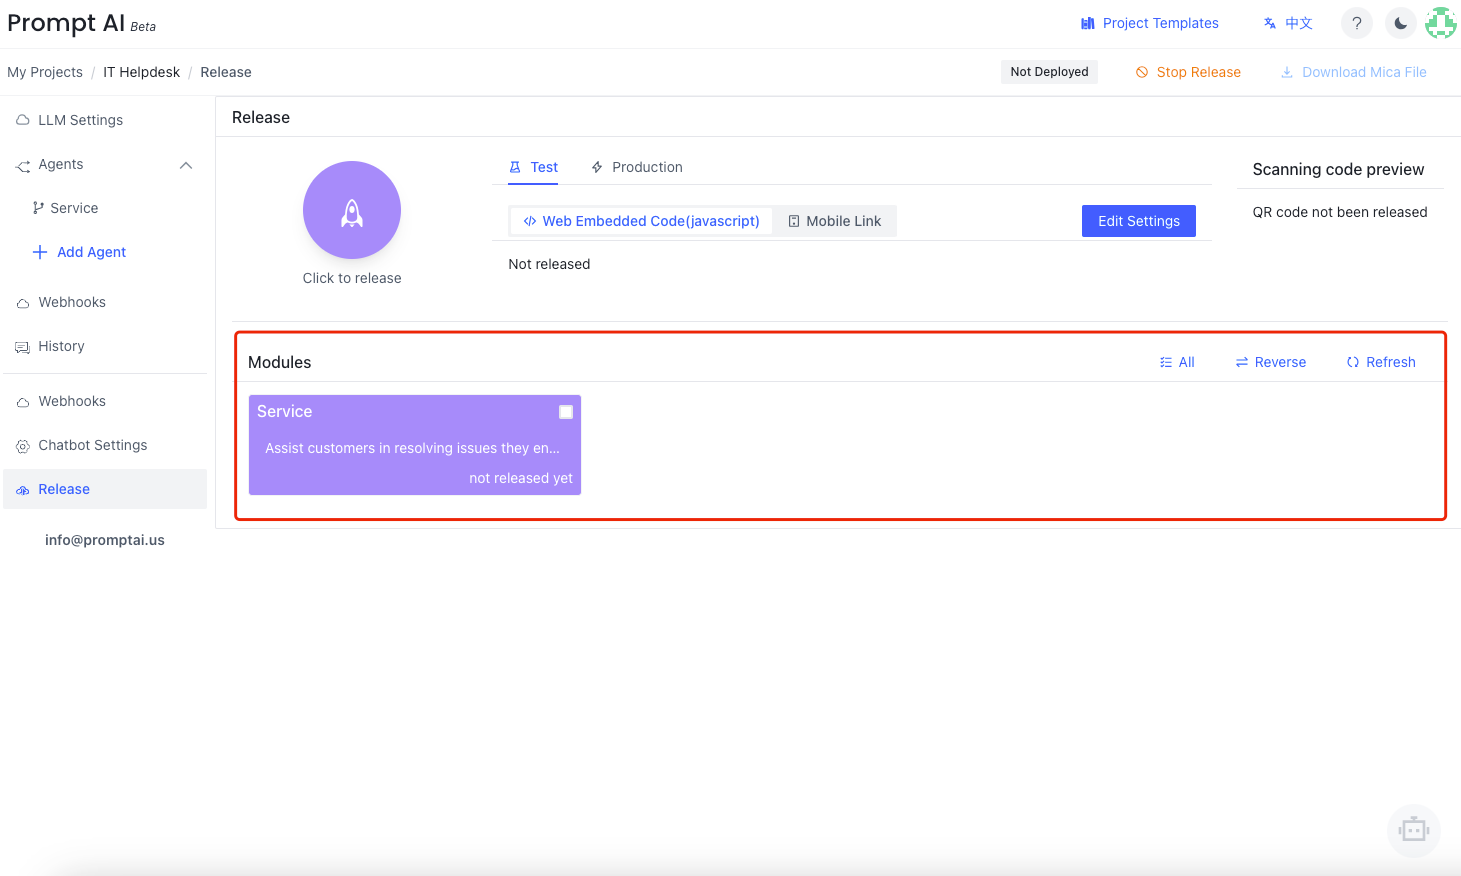 Prompt AI Beta
Project Templates
中文
?
My Projects / IT Helpdesk / Release
Not Deployed
Stop Release
Download Mica File
LLM Settings
Agents
Service
Add Agent
Webhooks
History
Webhooks
Chatbot Settings
Release
info@promptai.us
Release
Click to release
Test
Production
Web Embedded Code(javascript)
Mobile Link
Edit Settings
Not released
Scanning code preview
QR code not been released
Modules
All
Reverse
Refresh
Service
Assist customers in resolving issues they en...
not released yet